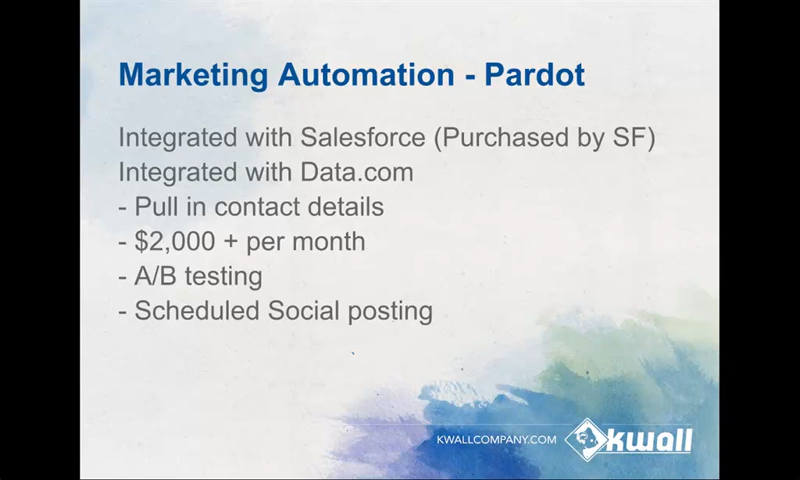 Marketing Automation - Pardot
Integrated with Salesforce (Purchased by SF)
Integrated with Data.com
- Pull in contact details
- $2,000 + per month
- A/B testing
- Scheduled Social posting
KWALLCOMPANY.COM
kwall